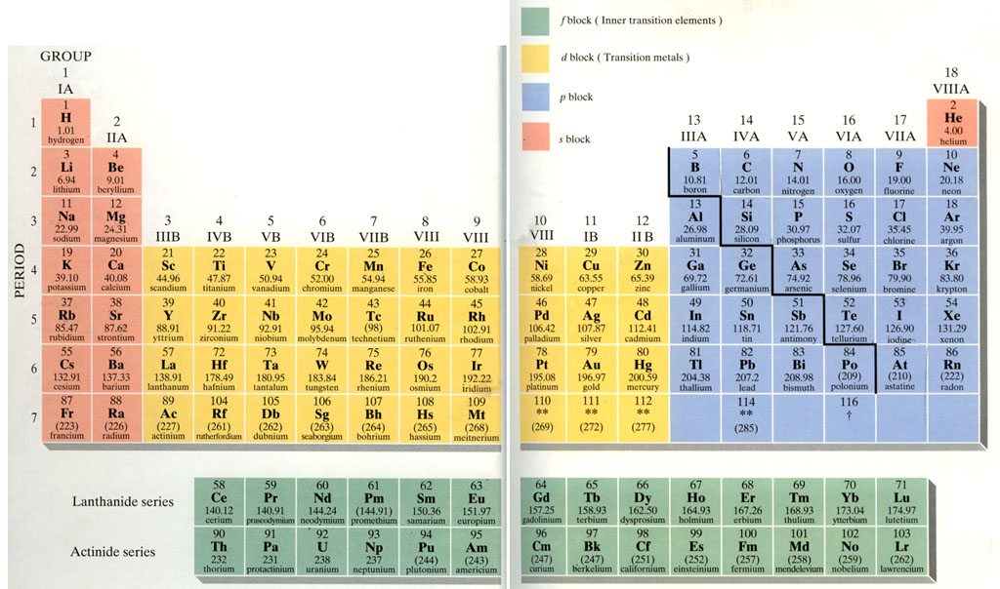 f block ( Inner transition elements )
d block ( Transition metals )
p block
s block
GROUP
1 18
IA VIIIA
1 2
1 H He
1.01 4.00
hydrogen helium
2 13 14 15 16 17
IIA IIIA IVA VA VIA VIIA
3 4 5 6 7 8 9 10
2 Li Be B C N O F Ne
6.94 9.01 10.81 12.01 14.01 16.00 19.00 20.18
lithium beryllium boron carbon nitrogen oxygen fluorine neon
11 12 13 14 15 16 17 18
3 Na Mg Al Si P S Cl Ar
22.99 24.31 26.98 28.09 30.97 32.07 35.45 39.95
sodium magnesium aluminum silicon phosphorus sulfur chlorine argon
3 4 5 6 7 8 9 10 11 12
IIIB IVB VB VIB VIIB VIII VIII VIII IB II B
PERIOD
19 20 21 22 23 24 25 26 27 28 29 30 31 32 33 34 35 36
4 K Ca Sc Ti V Cr Mn Fe Co Ni Cu Zn Ga Ge As Se Br Kr
39.10 40.08 44.96 47.87 50.94 52.00 54.94 55.85 58.93 58.69 63.55 65.39 69.72 72.61 74.92 78.96 79.90 83.80
potassium calcium scandium titanium vanadium chromium manganese iron cobalt nickel copper zinc gallium germanium arsenic selenium bromine krypton
37 38 39 40 41 42 43 44 45 46 47 48 49 50 51 52 53 54
5 Rb Sr Y Zr Nb Mo Tc Ru Rh Pd Ag Cd In Sn Sb Te I Xe
85.47 87.62 88.91 91.22 92.91 95.94 (98) 101.07 102.91 106.42 107.87 112.41 114.82 118.71 121.76 127.60 126.90 131.29
rubidium strontium yttrium zirconium niobium molybdenum technetium ruthenium rhodium palladium silver cadmium indium tin antimony tellurium iodine xenon
55 56 57 72 73 74 75 76 77 78 79 80 81 82 83 84 85 86
6 Cs Ba La Hf Ta W Re Os Ir Pt Au Hg Tl Pb Bi Po At Rn
132.91 137.33 138.91 178.49 180.95 183.84 186.21 190.2 192.22 195.08 196.97 200.59 204.38 207.2 208.98 (209) (210) (222)
cesium barium lanthanum hafnium tantalum tungsten rhenium osmium iridium platinum gold mercury thallium lead bismuth polonium astatine radon
87 88 89 104 105 106 107 108 109 110 111 112 114 116
7 Fr Ra Ac Rf Db Sg Bh Hs Mt ** ** ** ** †
(223) (226) (227) (261) (262) (263) (264) (265) (268) (269) (272) (277) (285)
francium radium actinium rutherfordium dubnium seaborgium bohrium hassium meitnerium
58 59 60 61 62 63 64 65 66 67 68 69 70 71
Lanthanide series Ce Pr Nd Pm Sm Eu Gd Tb Dy Ho Er Tm Yb Lu
140.12 140.91 144.24 (144.91) 150.36 151.97 157.25 158.93 162.50 164.93 167.26 168.93 173.04 174.97
cerium praseodymium neodymium promethium samarium europium gadolinium terbium dysprosium holmium erbium thulium ytterbium lutetium
90 91 92 93 94 95 96 97 98 99 100 101 102 103
Actinide series Th Pa U Np Pu Am Cm Bk Cf Es Fm Md No Lr
232 231 238 237 (244) (243) (247) (247) (251) (252) (257) (258) (259) (262)
thorium protactinium uranium neptunium plutonium americium curium berkelium californium einsteinium fermium mendelevium nobelium lawrencium